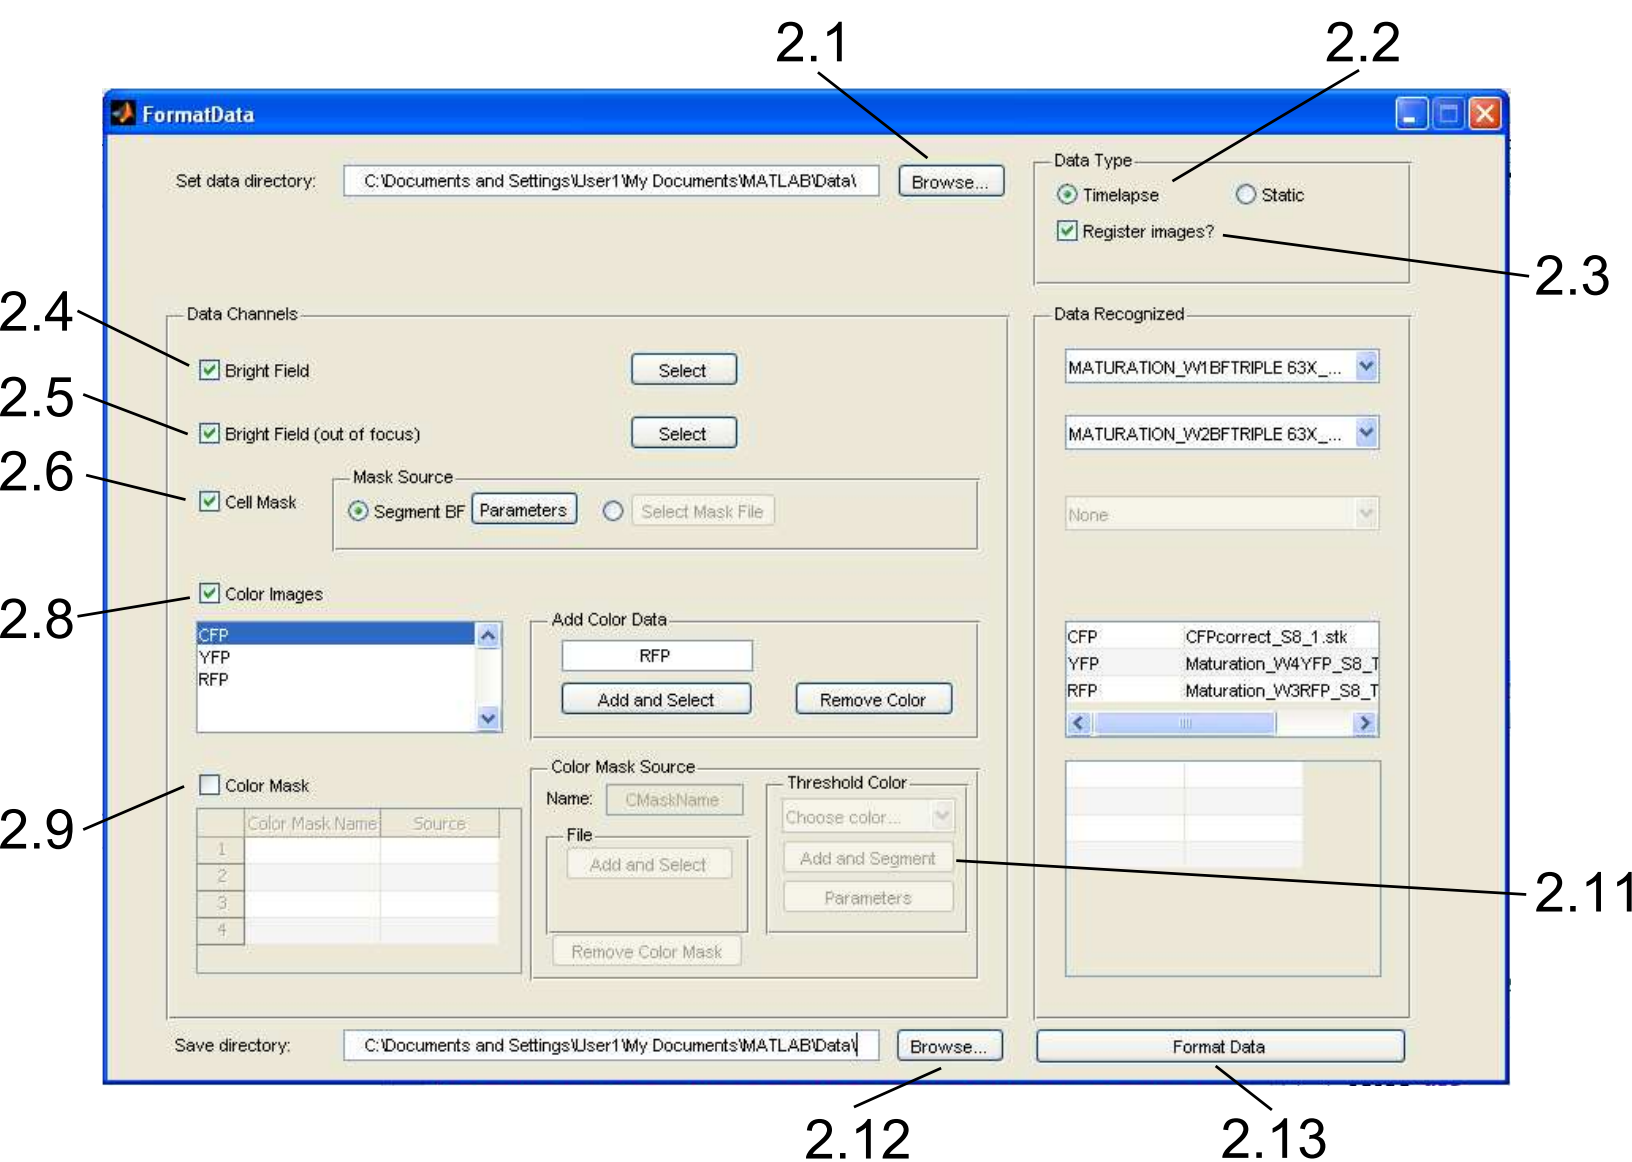 2.1
2.2
FormatData
Set data directory:
C:\Documents and Settings\User1\My Documents\MATLAB\Data\
Browse...
Data Type
Timelapse
Static
Register images?
2.3
2.4
Data Channels
Data Recognized
Bright Field
Select
MATURATION_W1BFTRIPLE 63X_...
2.5
Bright Field (out of focus)
Select
MATURATION_W2BFTRIPLE 63X_...
2.6
Cell Mask
Mask Source
Segment BF
Parameters
Select Mask File
None
2.8
Color Images
CFP
YFP
RFP
Add Color Data
RFP
Add and Select
Remove Color
CFP CFPcorrect_S8_1.stk
YFP Maturation_W4YFP_S8_T
RFP Maturation_W3RFP_S8_T
2.9
Color Mask
Color Mask Name Source
1
2
3
4
Color Mask Source
Name:
CMaskName
File
Add and Select
Remove Color Mask
Threshold Color
Choose color...
Add and Segment
Parameters
2.11
Save directory:
C:\Documents and Settings\User1\My Documents\MATLAB\Data\
Browse...
Format Data
2.12
2.13